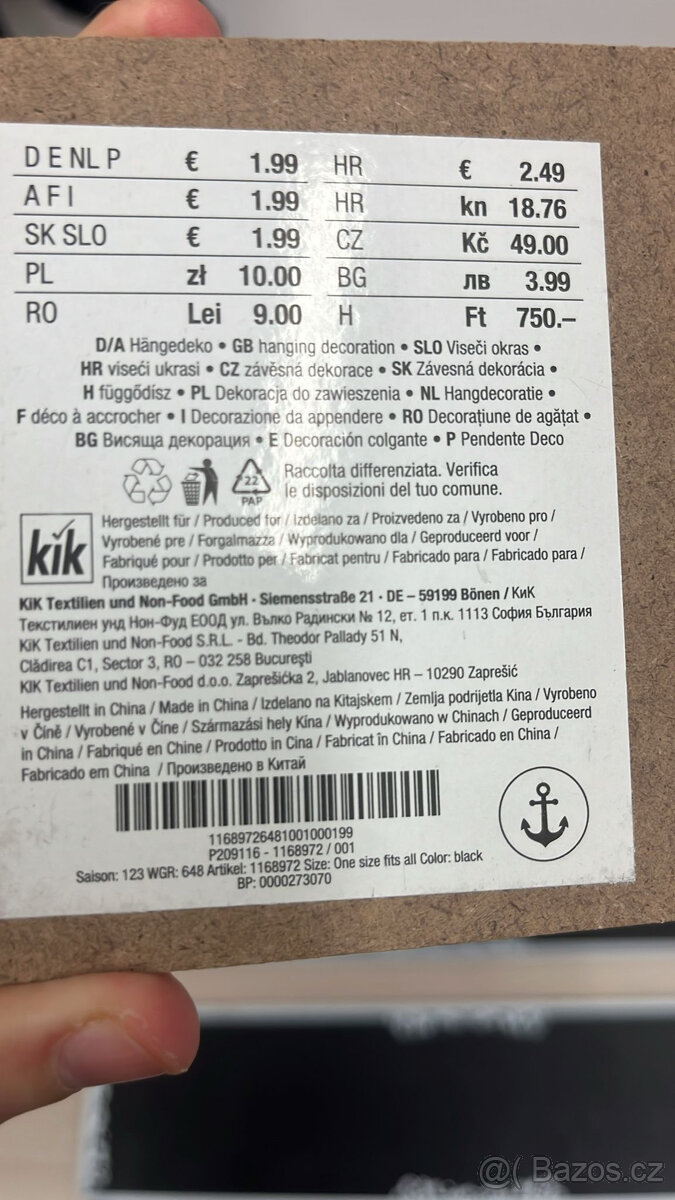 D E NL P € 1.99 HR € 2.49
A F I € 1.99 HR kn 18.76
SK SLO € 1.99 CZ Kč 49.00
PL zł 10.00 BG лв 3.99
RO Lei 9.00 H Ft 750.–
D/A Hängedeko • GB hanging decoration • SLO Viseči okras •
HR viseći ukrasi • CZ závěsná dekorace • SK Závesná dekorácia •
H függődísz • PL Dekoracja do zawieszenia • NL Hangdecoratie •
F déco à accrocher • I Decorazione da appendere • RO Decorațiune de agățat •
BG Висяща декорация • E Decoración colgante • P Pendente Deco
22
PAP
Raccolta differenziata. Verifica
le disposizioni del tuo comune.
kik
Hergestellt für / Produced for / Izdelano za / Proizvedeno za / Vyrobeno pro /
Vyrobené pre / Forgalmazza / Wyprodukowano dla / Geproduceerd voor /
Fabriqué pour / Prodotto per / Fabricat pentru / Fabricado para / Fabricado para /
Произведено за
KiK Textilien und Non-Food GmbH · Siemensstraße 21 · DE – 59199 Bönen / КиК
Текстилиен унд Нон-Фуд ЕООД ул. Вълко Радински № 12, ет. 1 п.к. 1113 София България
KiK Textilien und Non-Food S.R.L. - Bd. Theodor Pallady 51 N,
Clădirea C1, Sector 3, RO – 032 258 Bucureşti
KIK Textilien und Non-Food d.o.o. Zaprešićka 2, Jablanovec HR – 10290 Zaprešić
Hergestellt in China / Made in China / Izdelano na Kitajskem / Zemlja podrijetla Kina / Vyrobeno
v Číně / Vyrobené v Číne / Származási hely Kína / Wyprodukowano w Chinach / Geproduceerd
in China / Fabriqué en Chine / Prodotto in Cina / Fabricat în China / Fabricado en China /
Fabricado em China / Произведено в Китай
11689726481001000199
P209116 - 1168972 / 001
Saison: 123 WGR: 648 Artikel: 1168972 Size: One size fits all Color: black
BP: 0000273070
@( Bazos.cz